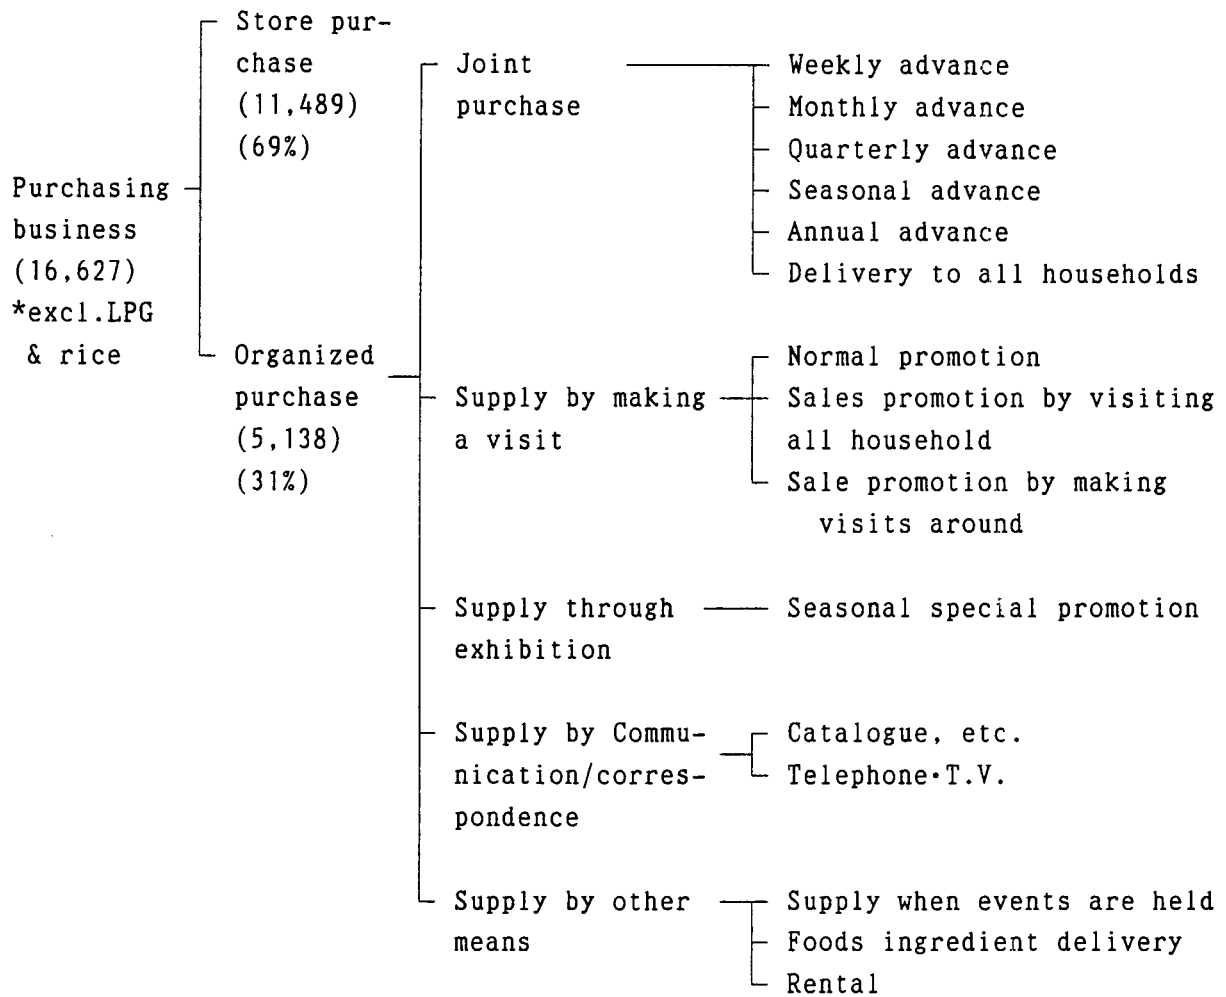 Purchasing
business
(16,627)
*excl.LPG
& rice
Store pur-
chase
(11,489)
(69%)
Organized
purchase
(5,138)
(31%)
Joint
purchase
Weekly advance
Monthly advance
Quarterly advance
Seasonal advance
Annual advance
Delivery to all households
Supply by making
a visit
Normal promotion
Sales promotion by visiting
all household
Sale promotion by making
visits around
Supply through
exhibition
Seasonal special promotion
Supply by Commu-
nication/corres-
pondence
Catalogue, etc.
Telephone・T.V.
Supply by other
means
Supply when events are held
Foods ingredient delivery
Rental